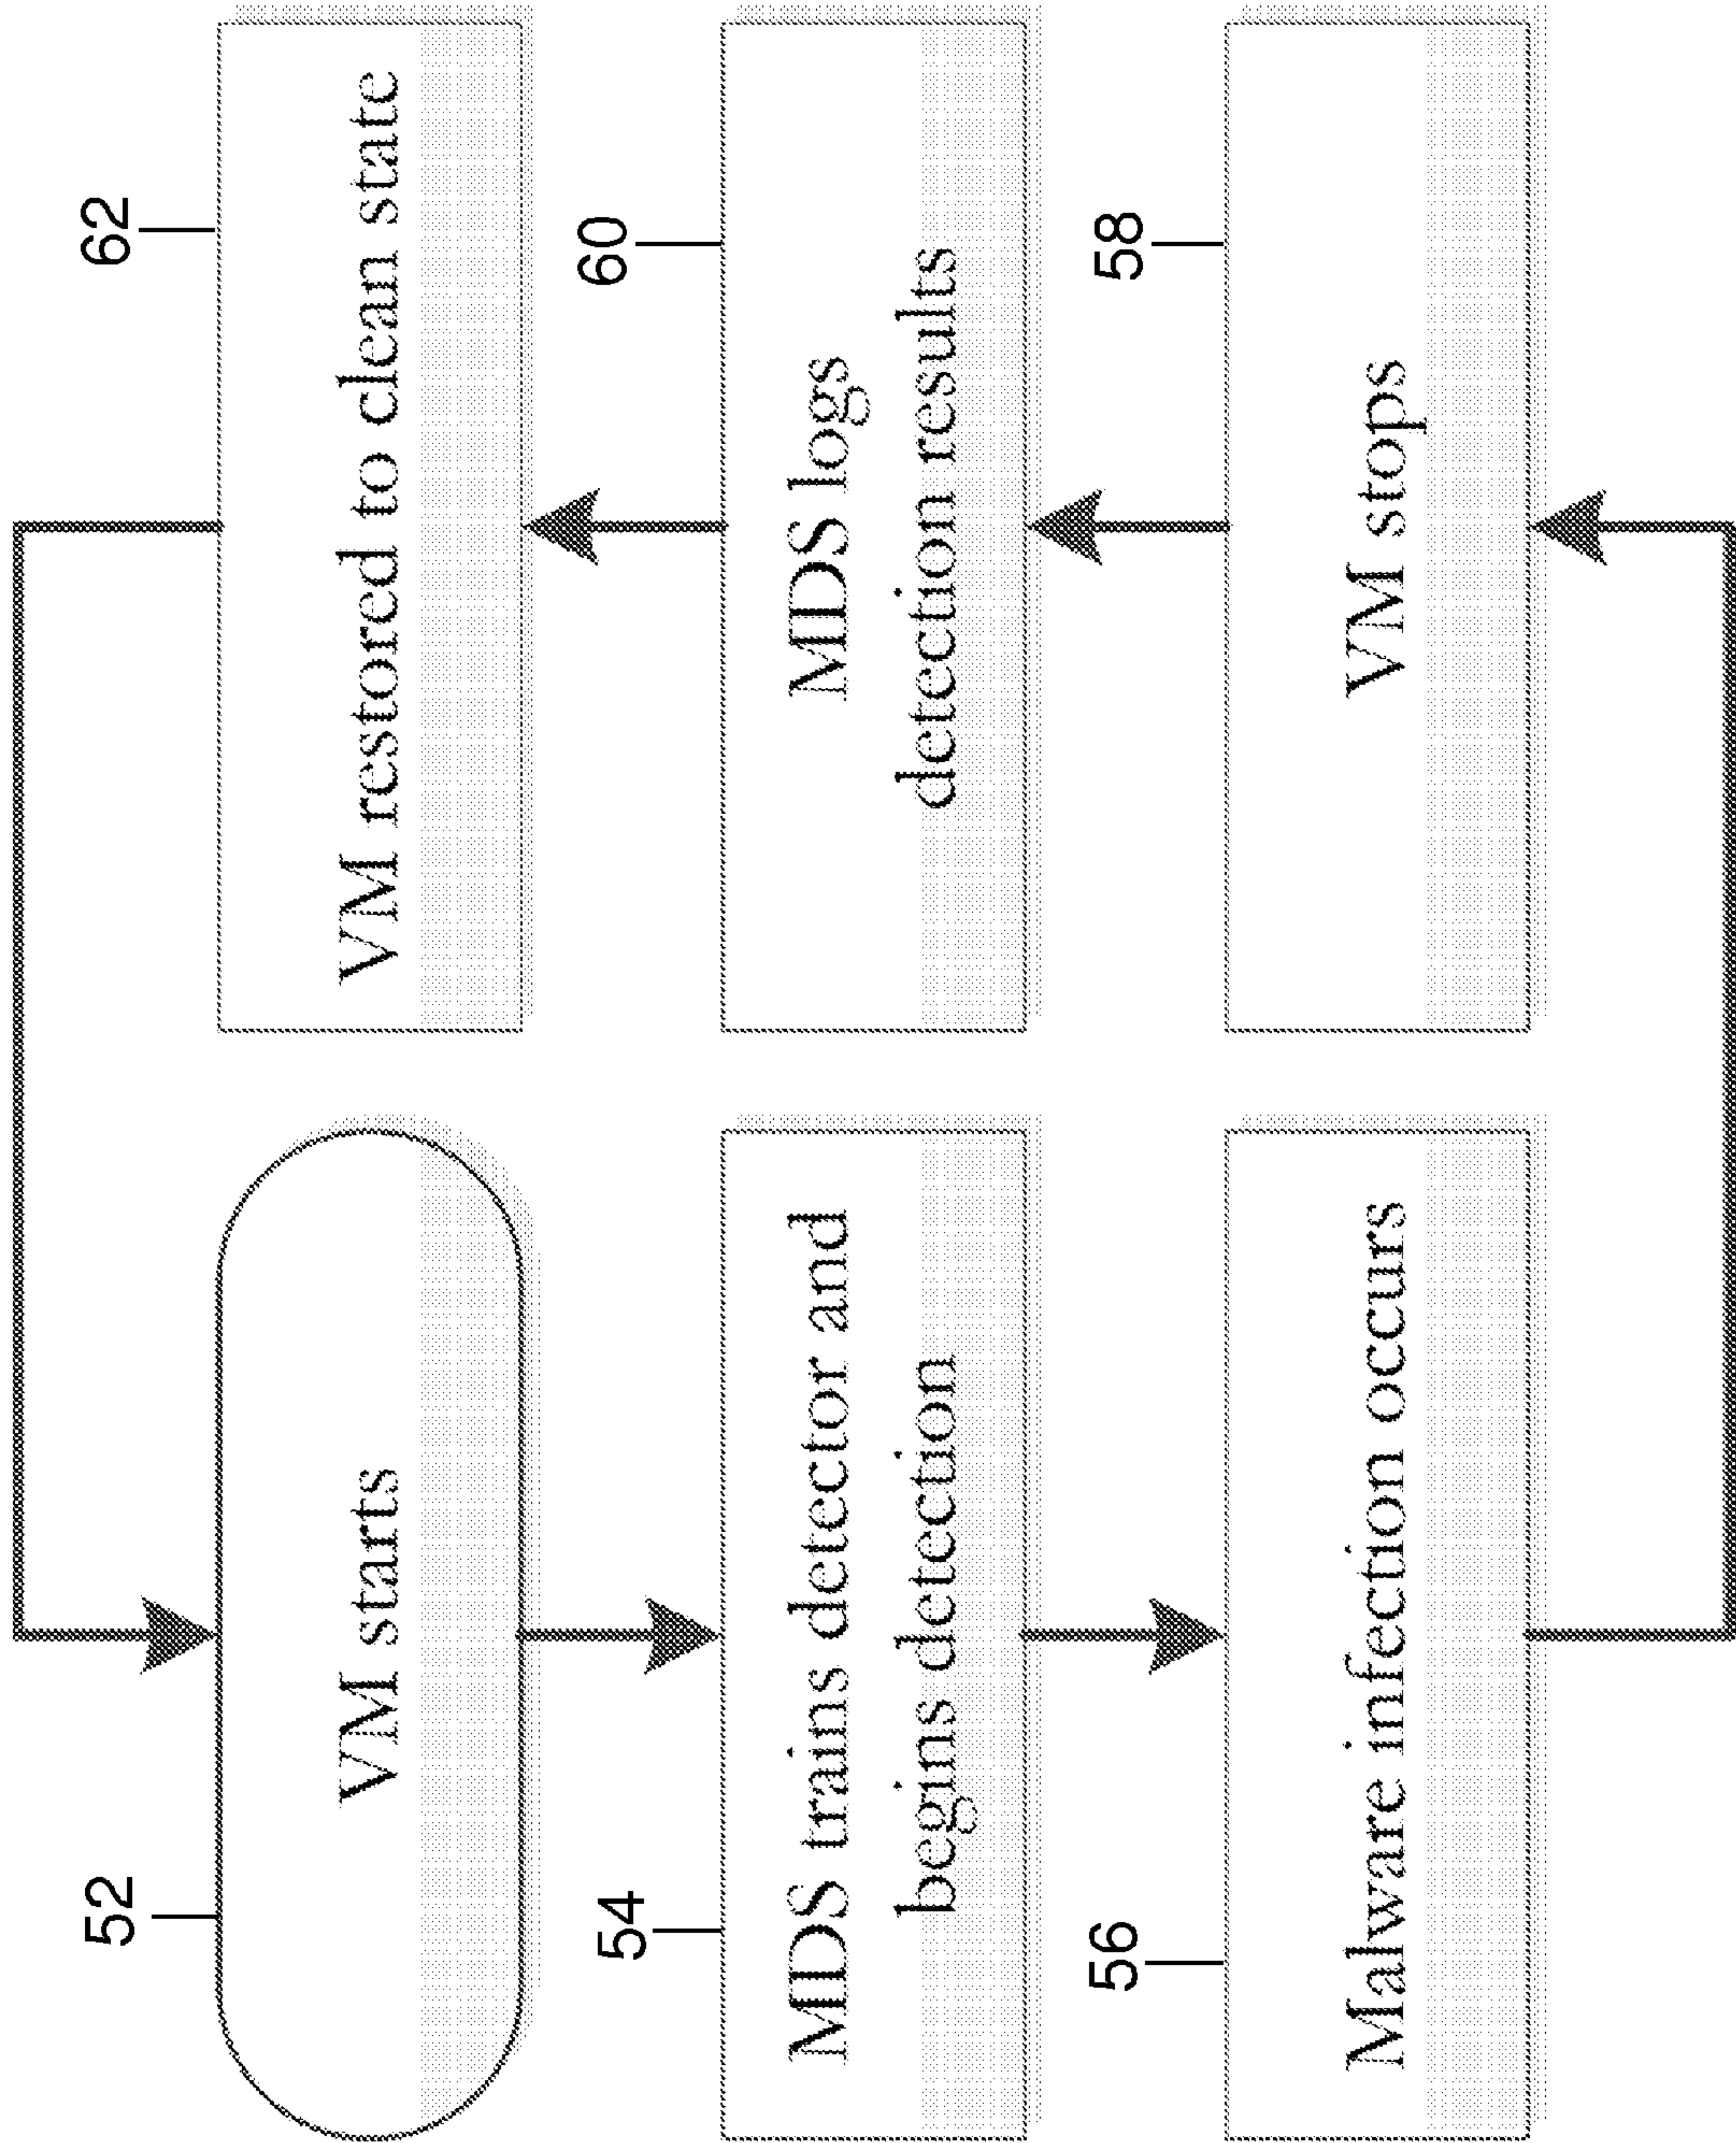 52
VM starts
54
MDS trains detector and
begins detection
56
Malware infection occurs
62
VM restored to clean state
60
MDS logs
detection results
58
VM stops